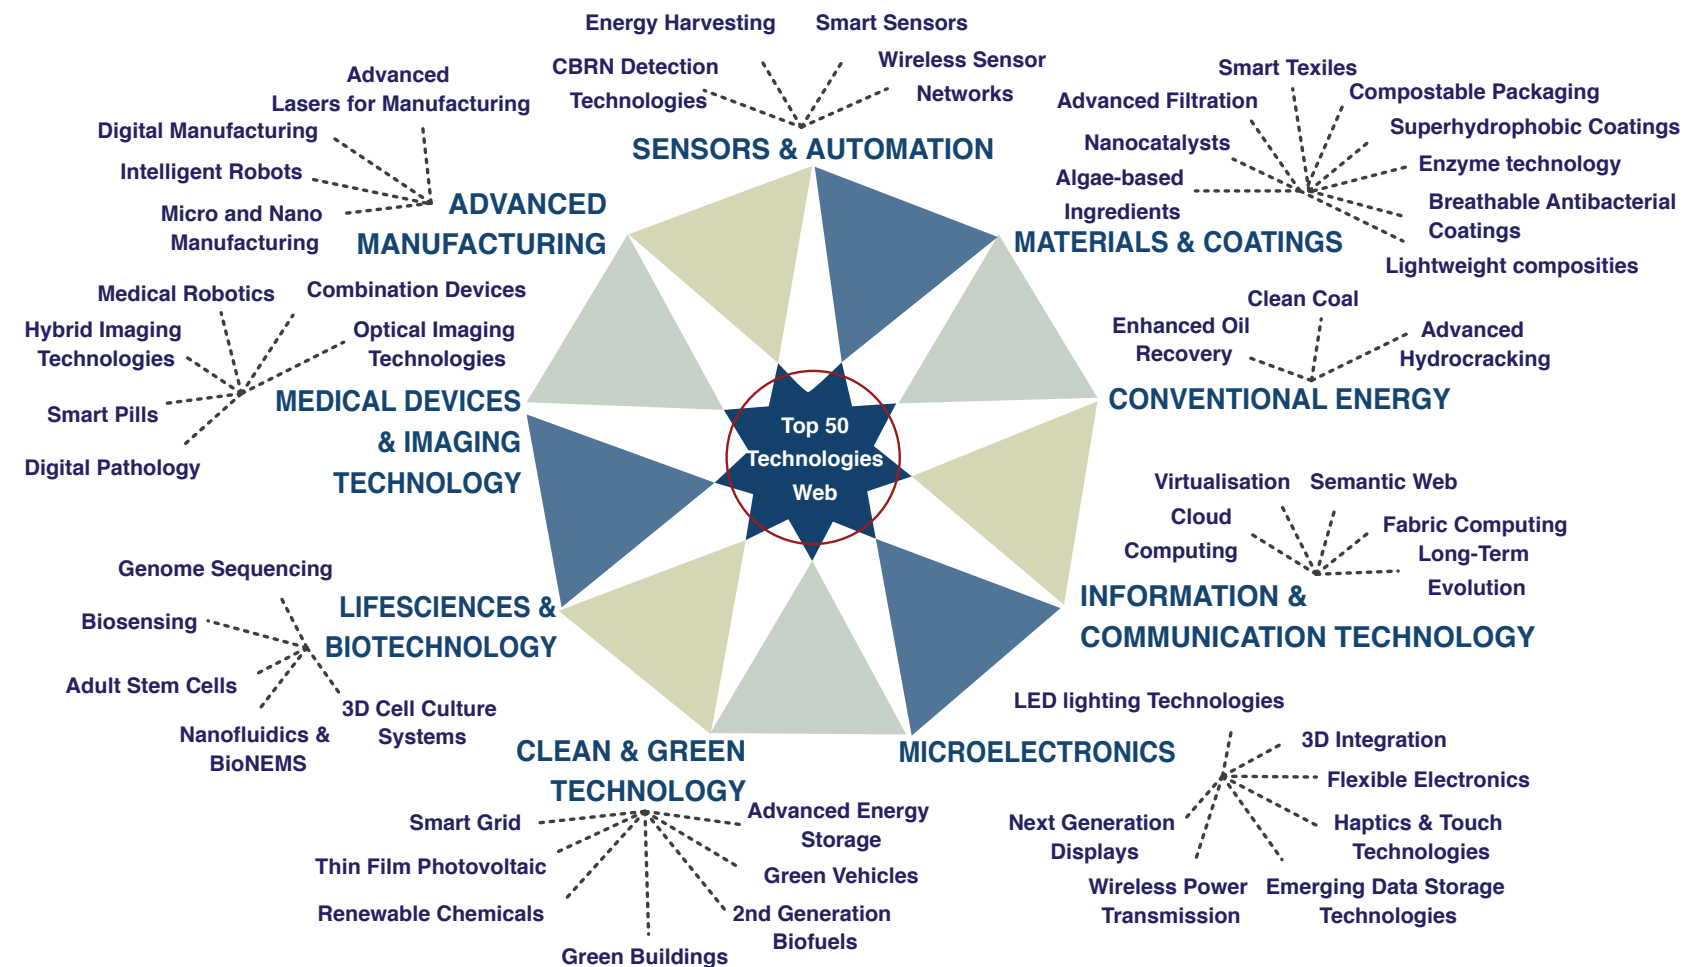 Energy Harvesting
Smart Sensors
CBRN Detection
Technologies
Wireless Sensor
Networks
SENSORS & AUTOMATION
Smart Texiles
Advanced Filtration
Compostable Packaging
Nanocatalysts
Superhydrophobic Coatings
Algae-based
Ingredients
Enzyme technology
Breathable Antibacterial
Coatings
Lightweight composities
MATERIALS & COATINGS
Clean Coal
Enhanced Oil
Recovery
Advanced
Hydrocracking
CONVENTIONAL ENERGY
Virtualisation
Semantic Web
Cloud
Computing
Fabric Computing
Long-Term
Evolution
INFORMATION &
COMMUNICATION TECHNOLOGY
LED lighting Technologies
3D Integration
Flexible Electronics
Next Generation
Displays
Haptics & Touch
Technologies
Wireless Power
Transmission
Emerging Data Storage
Technologies
MICROELECTRONICS
CLEAN & GREEN
TECHNOLOGY
Smart Grid
Advanced Energy
Storage
Thin Film Photovoltaic
Green Vehicles
Renewable Chemicals
2nd Generation
Biofuels
Green Buildings
LIFESCIENCES &
BIOTECHNOLOGY
Genome Sequencing
Biosensing
Adult Stem Cells
3D Cell Culture
Systems
Nanofluidics &
BioNEMS
MEDICAL DEVICES
& IMAGING
TECHNOLOGY
Medical Robotics
Combination Devices
Hybrid Imaging
Technologies
Optical Imaging
Technologies
Smart Pills
Digital Pathology
ADVANCED
MANUFACTURING
Advanced
Lasers for Manufacturing
Digital Manufacturing
Intelligent Robots
Micro and Nano
Manufacturing
Top 50
Technologies
Web